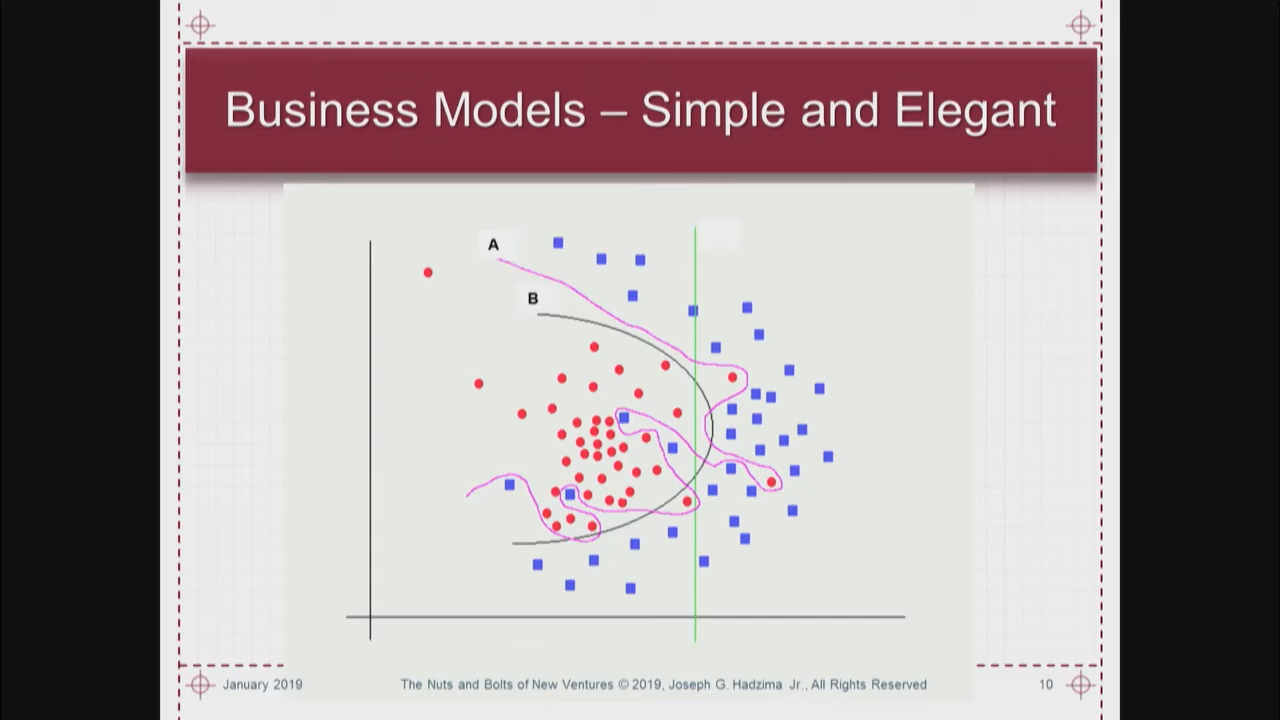 Business Models – Simple and Elegant
A
B
January 2019
The Nuts and Bolts of New Ventures © 2019, Joseph G. Hadzima Jr., All Rights Reserved
10